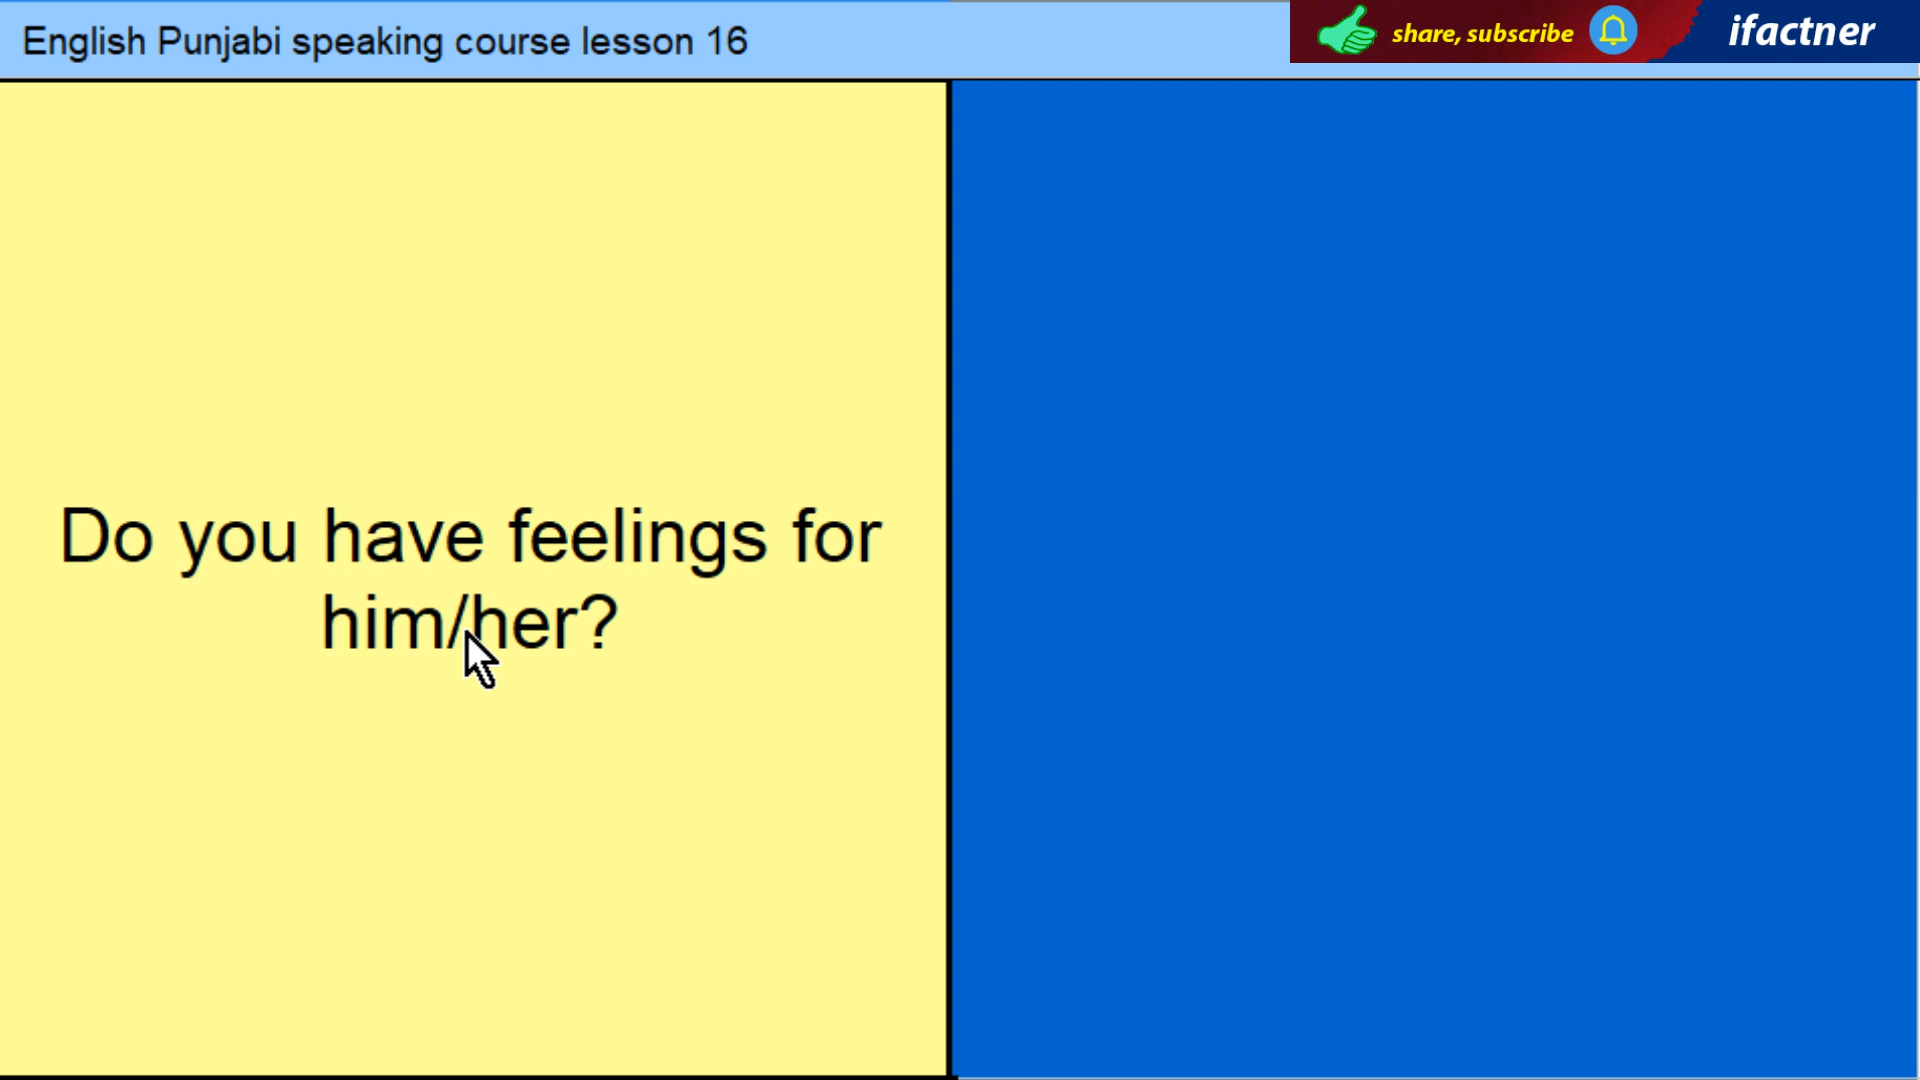 English Punjabi speaking course lesson 16
share, subscribe
ifactner
Do you have feelings for
him/her?